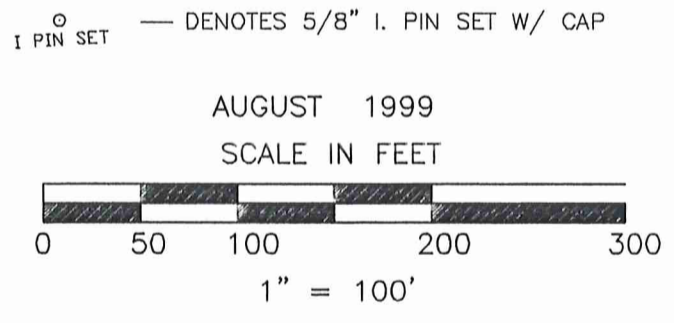 — DENOTES 5/8" I. PIN SET W/ CAP
I PIN SET
AUGUST 1999
SCALE IN FEET
0 50 100 200 300
1" = 100'